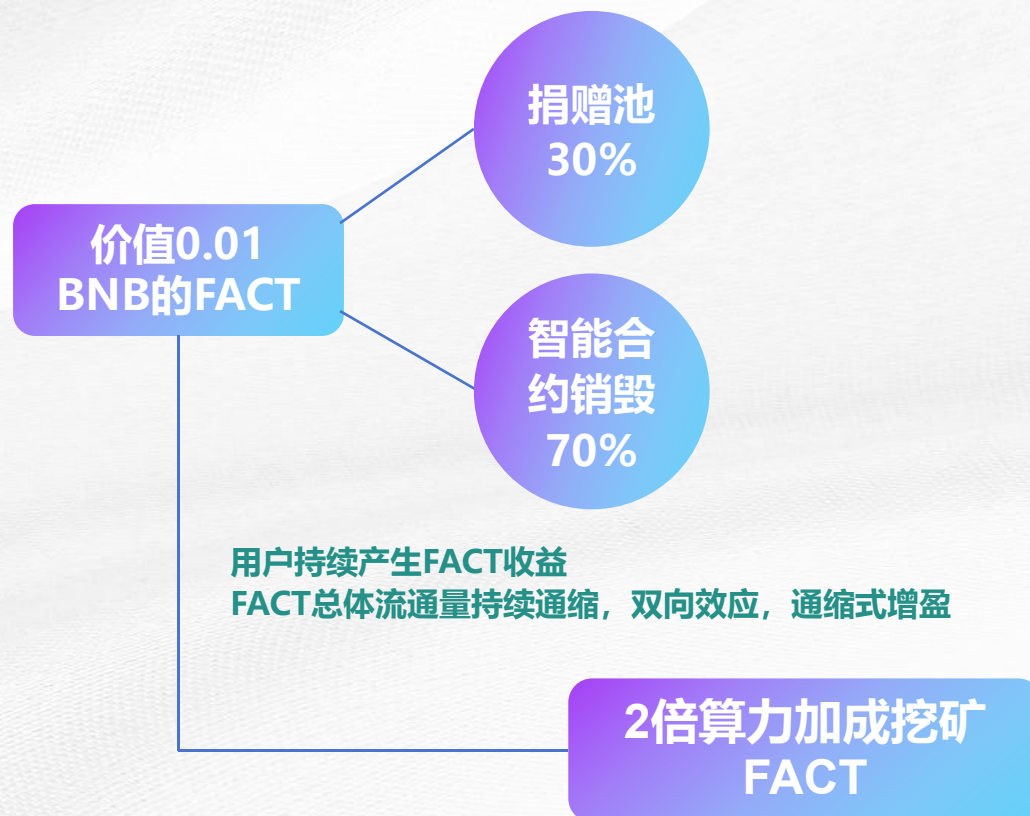 捐赠池
30%
价值0.01
BNB的FACT
智能合
约销毁
70%
用户持续产生FACT收益
FACT总体流通量持续通缩，双向效应，通缩式增盈
2倍算力加成挖矿
FACT